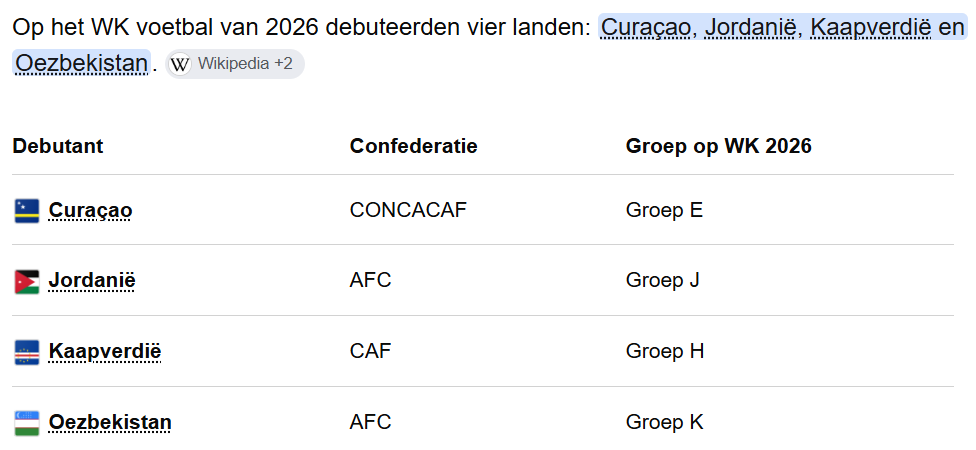 Op het WK voetbal van 2026 debuteerden vier landen: Curaçao, Jordanië, Kaapverdië en
Oezbekistan. W Wikipedia +2
Debutant Confederatie Groep op WK 2026
Curaçao CONCACAF Groep E
Jordanië AFC Groep J
Kaapverdië CAF Groep H
Oezbekistan AFC Groep K